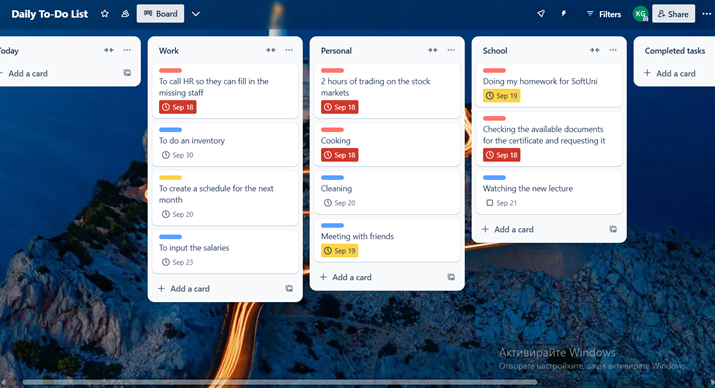 Daily To-Do List
Board
Filters
KG
Share
Today
Add a card
Work
To call HR so they can fill in the
missing staff
Sep 18
To do an inventory
Sep 30
To create a schedule for the next
month
Sep 20
To input the salaries
Sep 23
Add a card
Personal
2 hours of trading on the stock
markets
Sep 18
Cooking
Sep 18
Cleaning
Sep 20
Meeting with friends
Sep 19
Add a card
School
Doing my homework for SoftUni
Sep 19
Checking the available documents
for the certificate and requesting it
Sep 18
Watching the new lecture
Sep 21
Add a card
Completed tasks
Add a card
Активирайте Windows
Отворете настройките, за да активирате Windows.